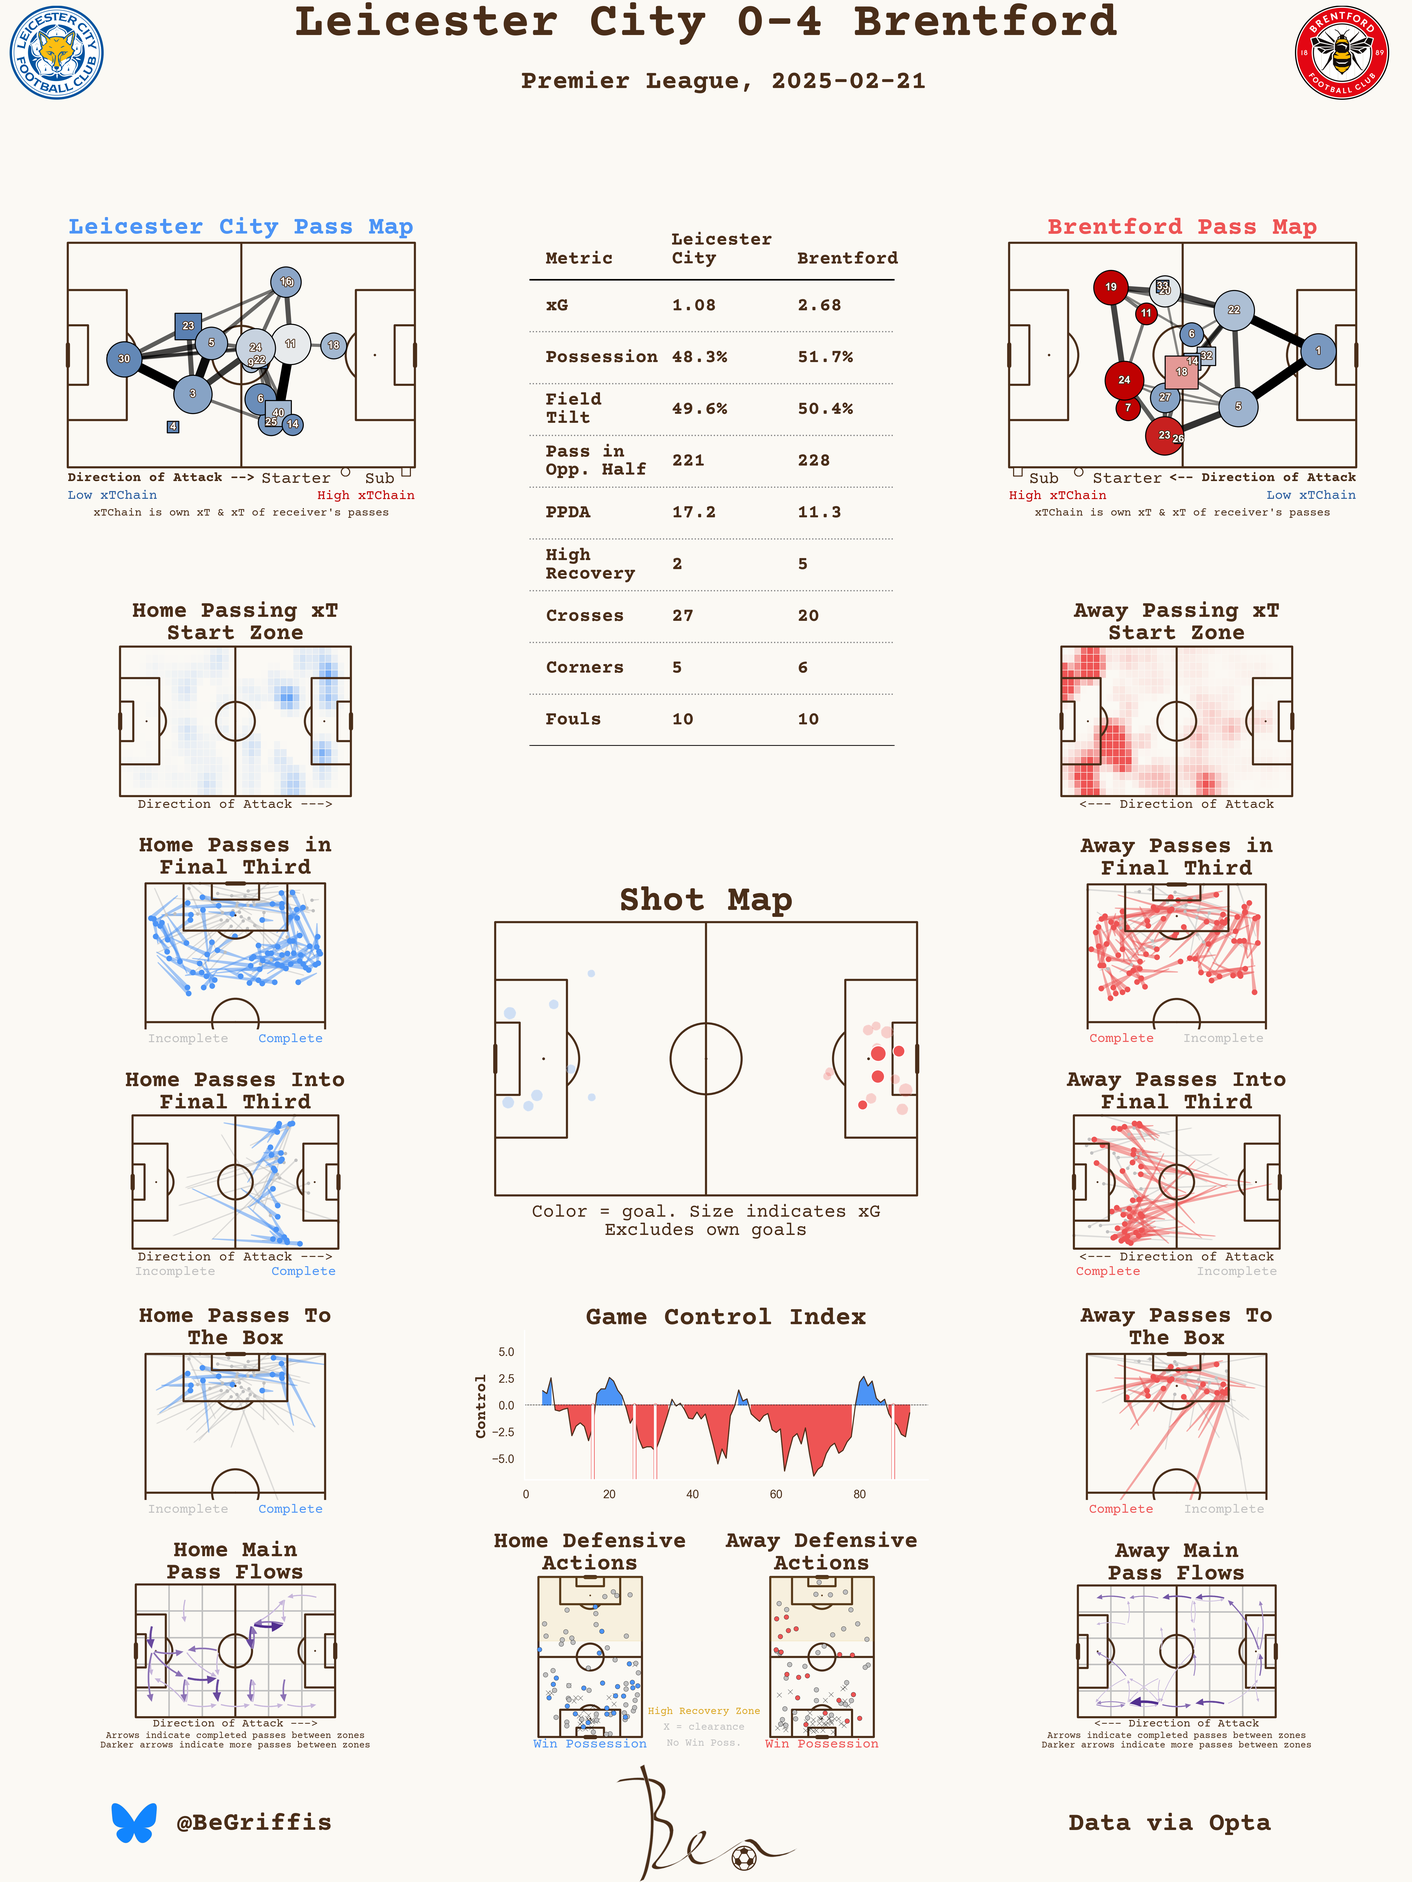 Leicester City 0-4 Brentford
Premier League, 2025-02-21
LEICESTER CITY
FOOTBALL CLUB
BRENTFORD
18 89
FOOTBALL CLUB
Leicester City Pass Map
16
23
5
24
11
18
30
9
22
3
6
40
25
14
4
Direction of Attack --> Starter Sub
Low xTChain High xTChain
xTChain is own xT & xT of receiver's passes
Metric Leicester City Brentford
xG 1.08 2.68
Possession 48.3% 51.7%
Field Tilt 49.6% 50.4%
Pass in Opp. Half 221 228
PPDA 17.2 11.3
High Recovery 2 5
Crosses 27 20
Corners 5 6
Fouls 10 10
Brentford Pass Map
19
33
20
11
22
6
1
32
14
18
24
27
7
5
23
26
Sub Starter <-- Direction of Attack
High xTChain Low xTChain
xTChain is own xT & xT of receiver's passes
Home Passing xT
Start Zone
Direction of Attack --->
Away Passing xT
Start Zone
<--- Direction of Attack
Home Passes in
Final Third
Incomplete Complete
Away Passes in
Final Third
Complete Incomplete
Shot Map
Color = goal. Size indicates xG
Excludes own goals
Home Passes Into
Final Third
Direction of Attack --->
Incomplete Complete
Away Passes Into
Final Third
<--- Direction of Attack
Complete Incomplete
Home Passes To
The Box
Incomplete Complete
Game Control Index
Control
5.0
2.5
0.0
−2.5
−5.0
0 20 40 60 80
Away Passes To
The Box
Complete Incomplete
Home Main
Pass Flows
Direction of Attack --->
Arrows indicate completed passes between zones
Darker arrows indicate more passes between zones
Home Defensive
Actions
Win Possession
High Recovery Zone
X = clearance
No Win Poss.
Away Defensive
Actions
Win Possession
Away Main
Pass Flows
<--- Direction of Attack
Arrows indicate completed passes between zones
Darker arrows indicate more passes between zones
@BeGriffis
Ben
Data via Opta